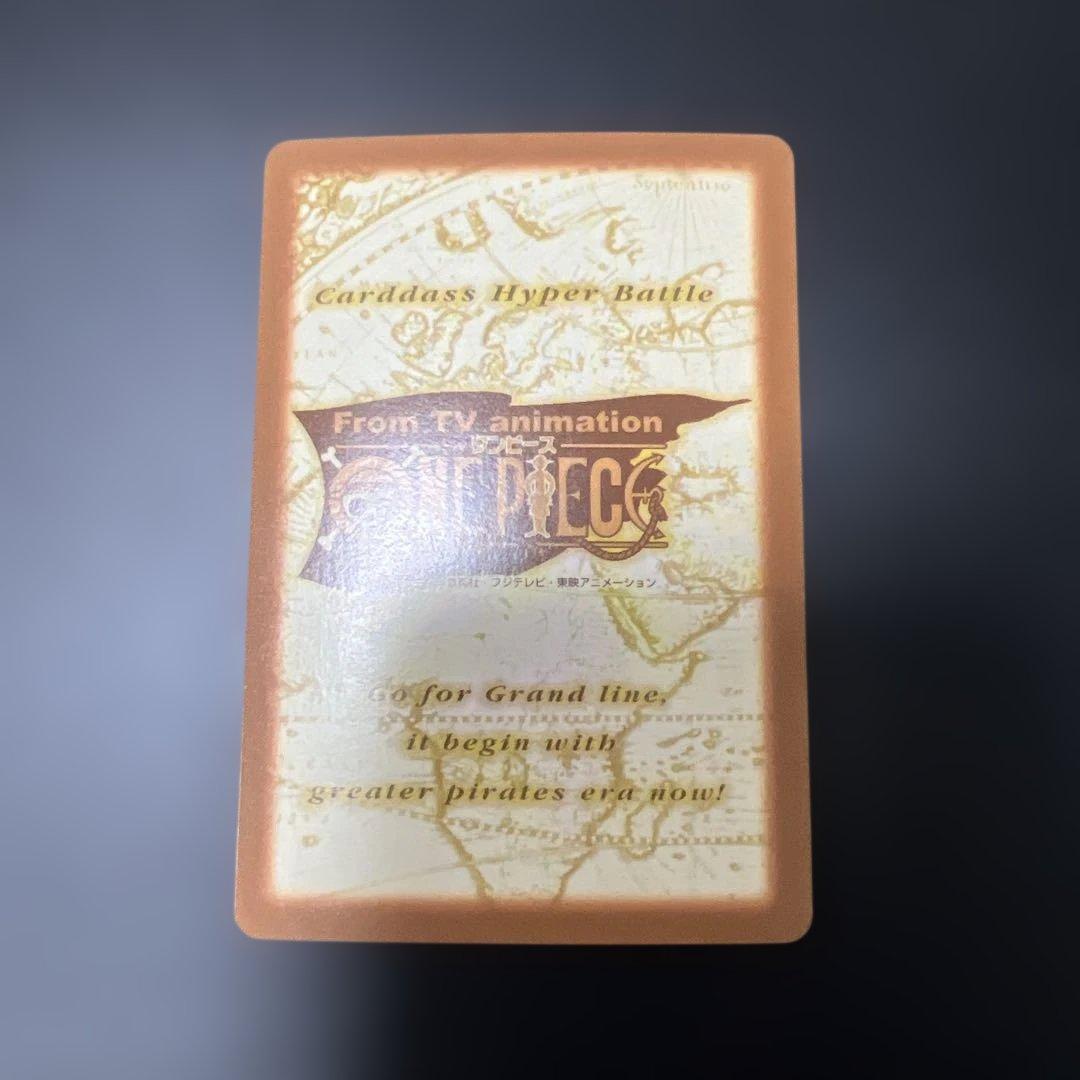 Septentrio
Carddass Hyper Battle
From TV animation
ワンピース
ONE PIECE
フジテレビ・東映アニメーション
Go for Grand line,
it begin with
greater pirates era now!